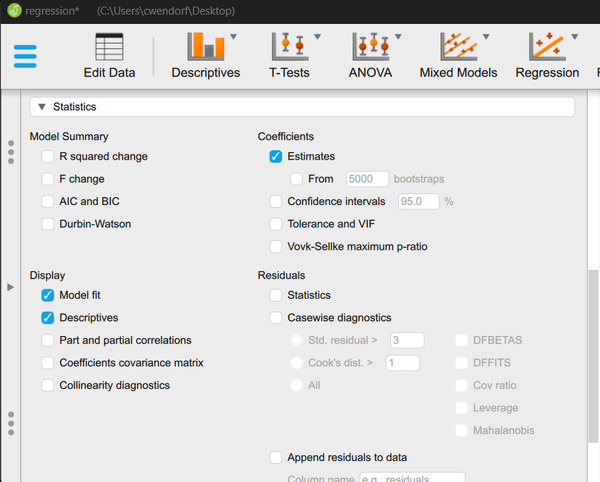 regression* (C:\Users\cwendorf\Desktop)
Edit Data Descriptives T-Tests ANOVA Mixed Models Regression
Statistics
Model Summary
R squared change
F change
AIC and BIC
Durbin-Watson
Coefficients
Estimates
From 5000 bootstraps
Confidence intervals 95.0 %
Tolerance and VIF
Vovk-Sellke maximum p-ratio
Display
Model fit
Descriptives
Part and partial correlations
Coefficients covariance matrix
Collinearity diagnostics
Residuals
Statistics
Casewise diagnostics
Std. residual > 3
Cook's dist. > 1
All
DFBETAS
DFFITS
Cov ratio
Leverage
Mahalanobis
Append residuals to data
Column name e.g., residuals